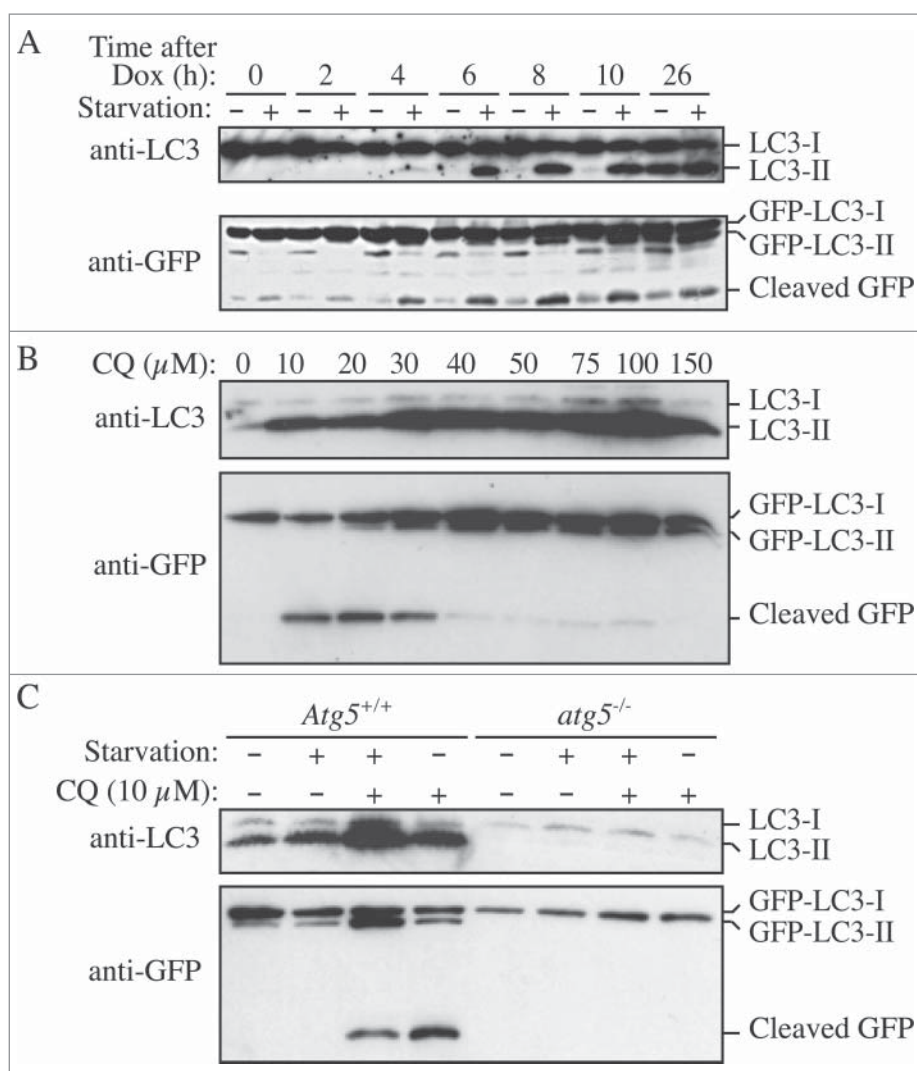 A
Time after
Dox (h): 0 2 4 6 8 10 26
Starvation: – + – + – + – + – + – + – +
anti-LC3
LC3-I
LC3-II
anti-GFP
GFP-LC3-I
GFP-LC3-II
Cleaved GFP
B
CQ (µM): 0 10 20 30 40 50 75 100 150
anti-LC3
LC3-I
LC3-II
anti-GFP
GFP-LC3-I
GFP-LC3-II
Cleaved GFP
C
Atg5+/+ atg5-/-
Starvation: – + + – – + + –
CQ (10 µM): – – + + – – + +
anti-LC3
LC3-I
LC3-II
anti-GFP
GFP-LC3-I
GFP-LC3-II
Cleaved GFP